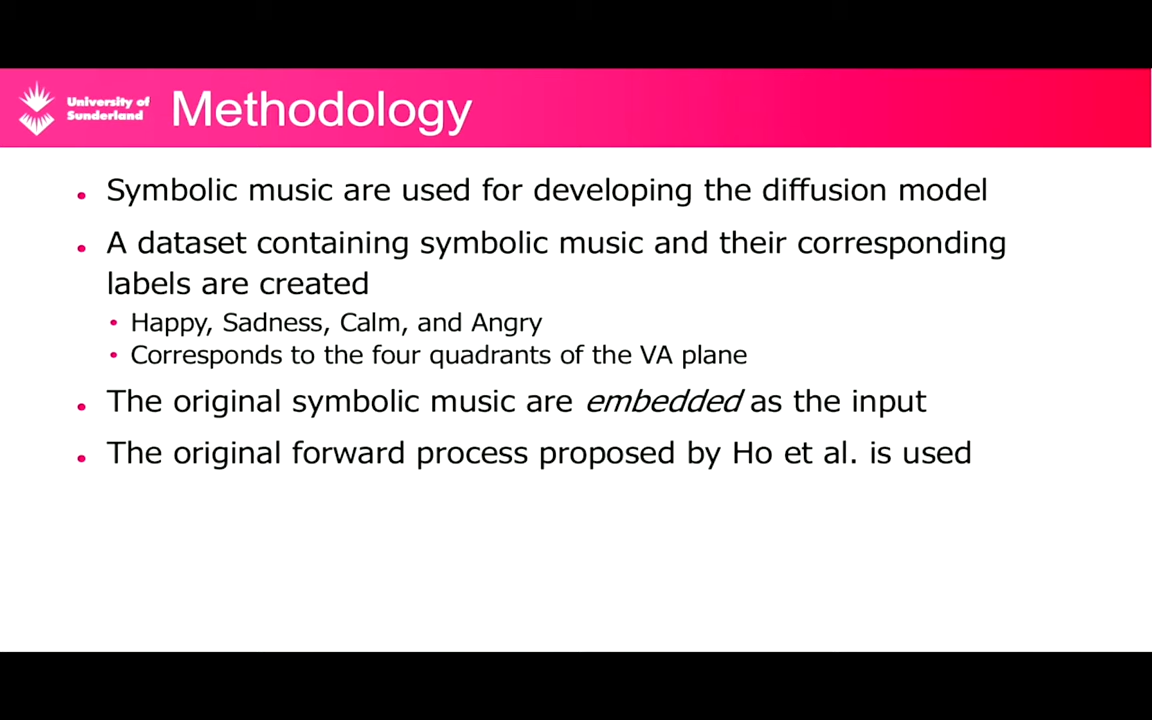 University of
Sunderland
Methodology
Symbolic music are used for developing the diffusion model
A dataset containing symbolic music and their corresponding
labels are created
Happy, Sadness, Calm, and Angry
Corresponds to the four quadrants of the VA plane
The original symbolic music are embedded as the input
The original forward process proposed by Ho et al. is used